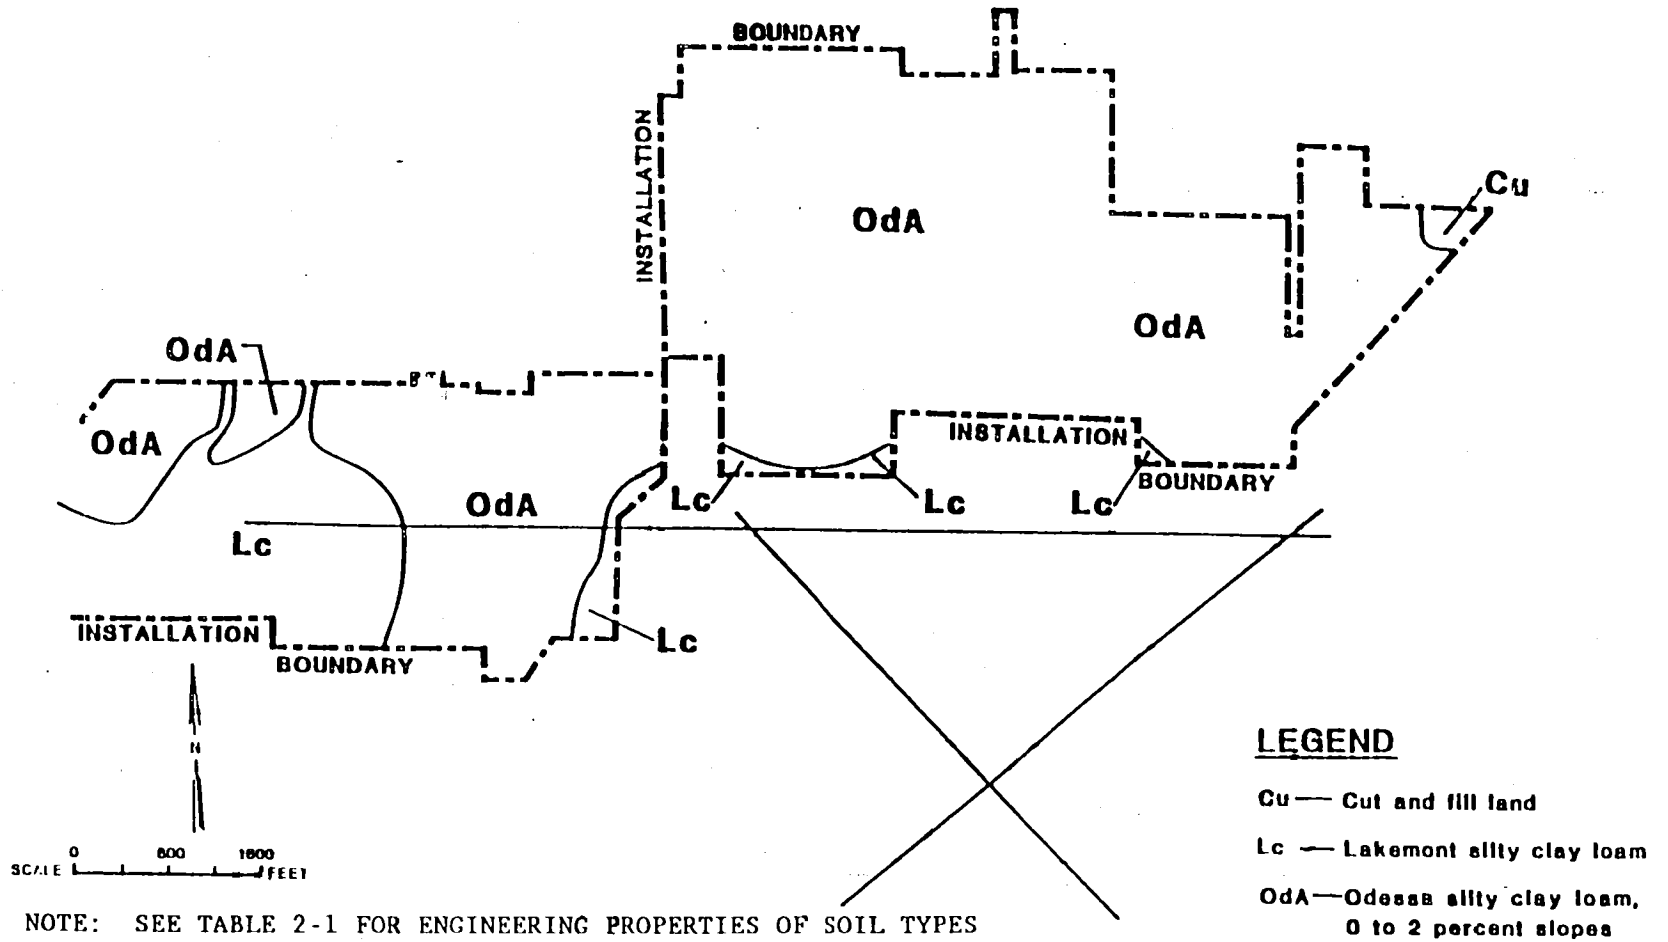 BOUNDARY
INSTALLATION
Cu
OdA
OdA
OdA
OdA
OdA
INSTALLATION
Lc
Lc
Lc
BOUNDARY
Lc
INSTALLATION
BOUNDARY
Lc
N
LEGEND
Cu — Cut and fill land
Lc — Lakemont silty clay loam
OdA — Odessa silty clay loam,
0 to 2 percent slopes
0 800 1600
SCALE FEET
NOTE: SEE TABLE 2-1 FOR ENGINEERING PROPERTIES OF SOIL TYPES